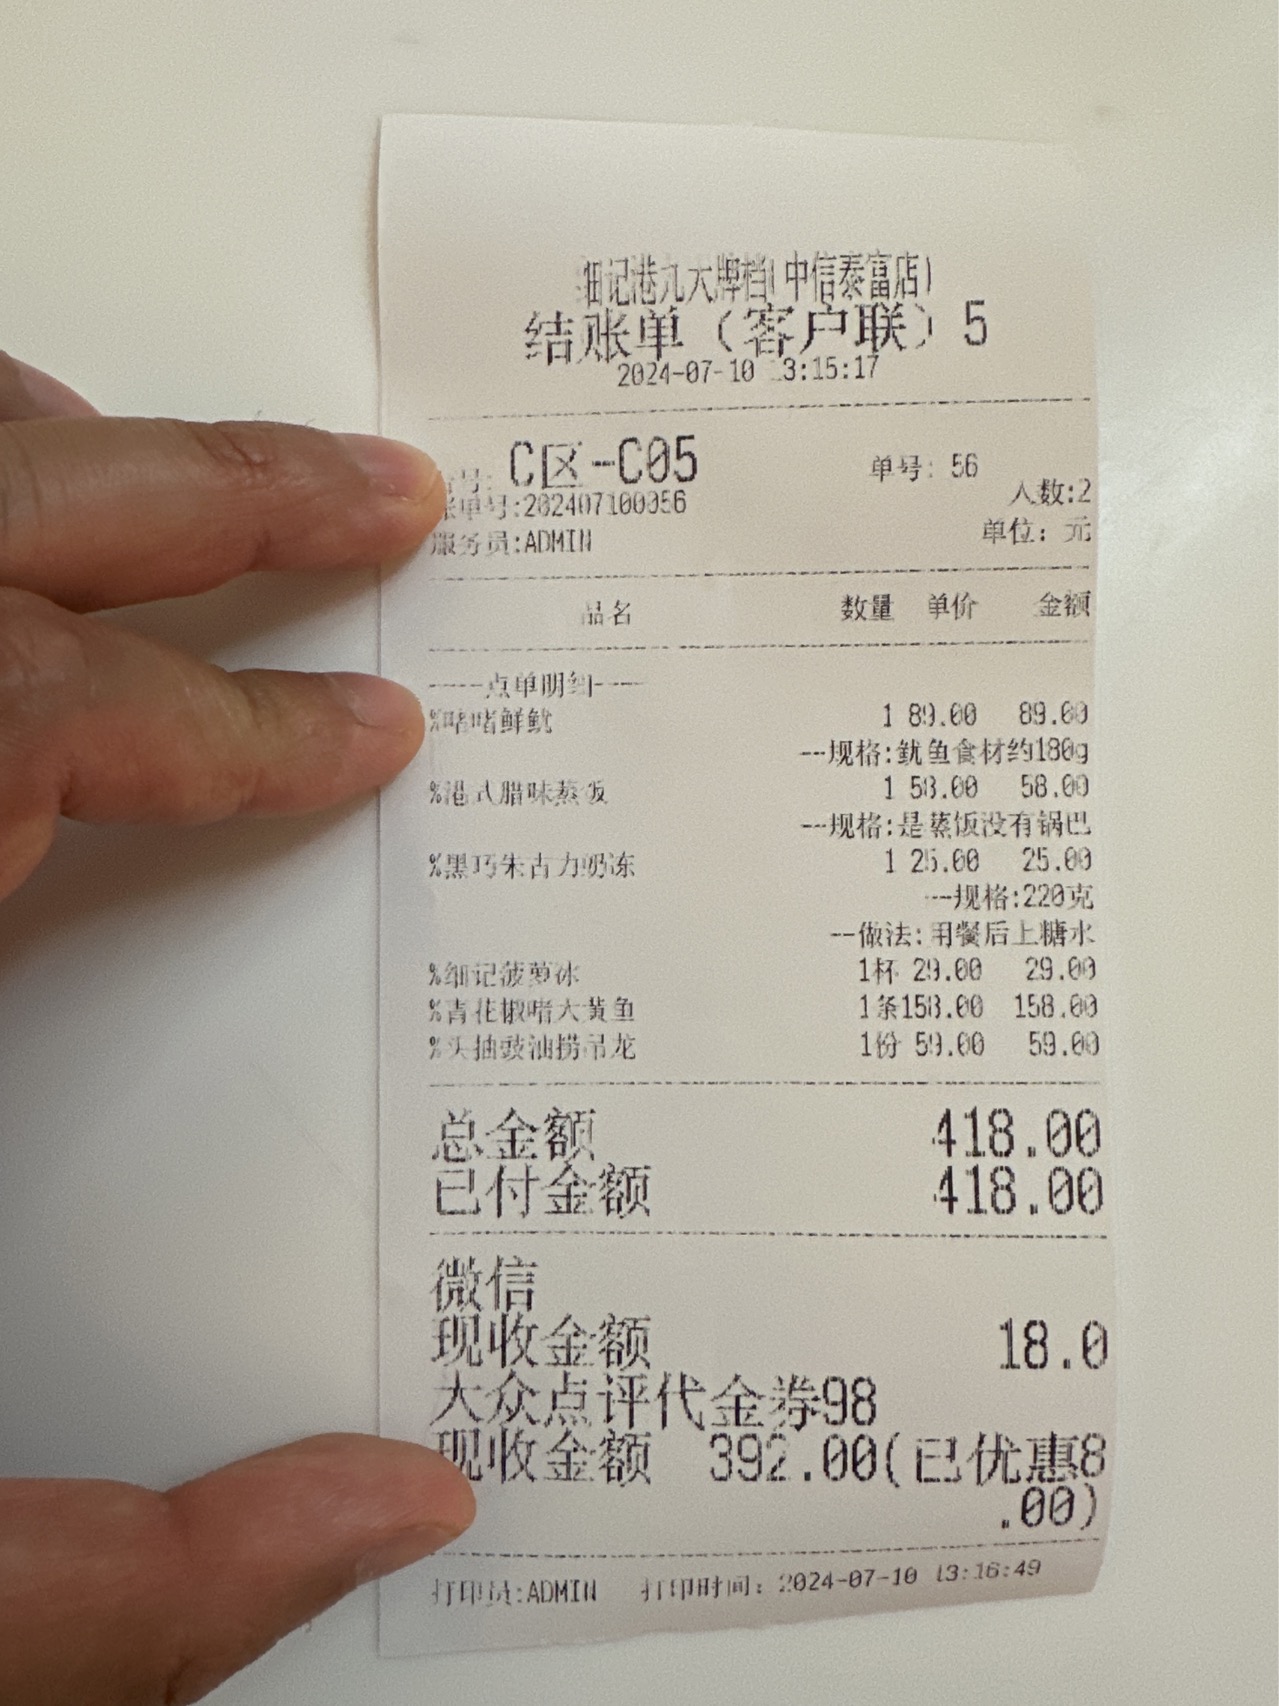 细记港九大牌档(中信泰富店)
结账单（客户联）5
2024-07-10 13:15:17
台号: C区-C05 单号: 56
人数:2
账单号:202407100056
服务员:ADMIN 单位: 元
品名 数量 单价 金额
----点单明细----
%啫啫鲜鱿 1 89.00 89.00
---规格:鱿鱼食材约180g
%港式腊味蒸饭 1 58.00 58.00
---规格:是蒸饭没有锅巴
%黑巧朱古力奶冻 1 25.00 25.00
---规格:220克
--做法:用餐后上糖水
%细记菠萝冰 1杯 29.00 29.00
%青花椒啫大黄鱼 1条158.00 158.00
%头抽豉油捞吊龙 1份 59.00 59.00
总金额 418.00
已付金额 418.00
微信
现收金额 18.0
大众点评代金券98
现收金额 392.00(已优惠8
.00)
打印员:ADMIN 打印时间: 2024-07-10 13:16:49